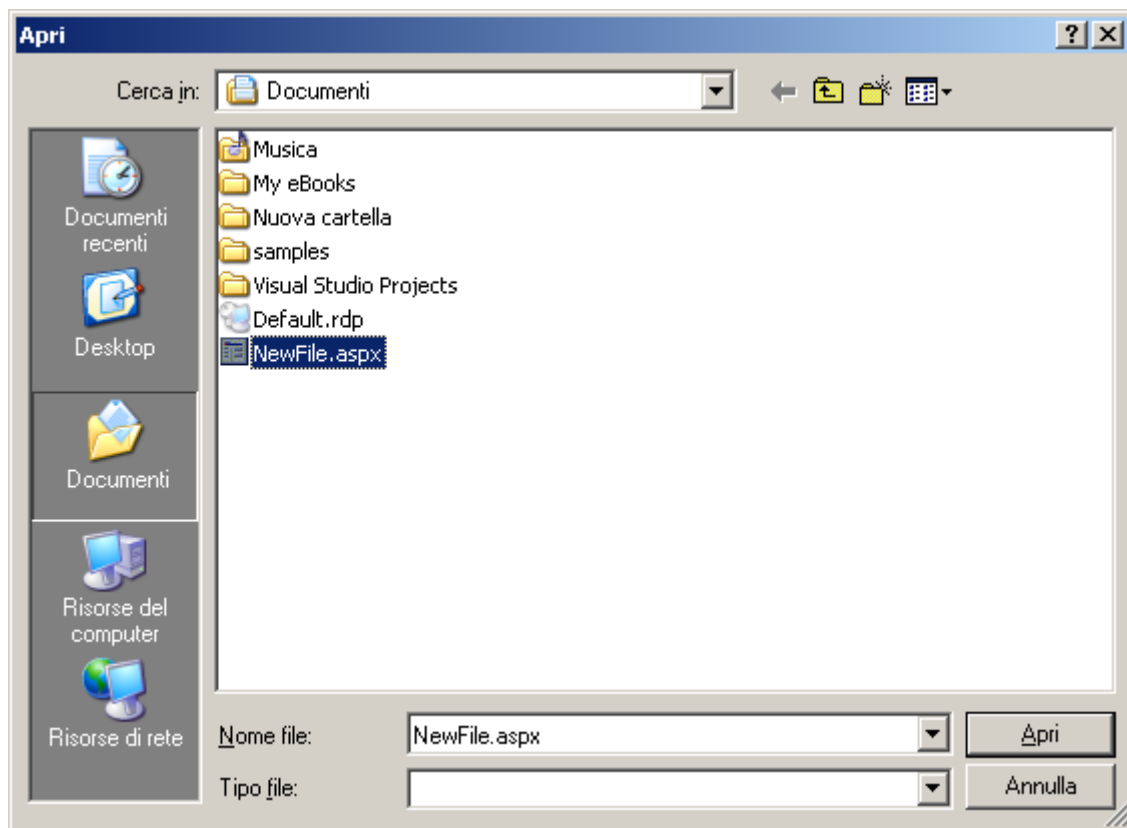 Apri
Cerca in: Documenti
Musica
My eBooks
Nuova cartella
samples
Visual Studio Projects
Default.rdp
NewFile.aspx
Documenti
recenti
Desktop
Documenti
Risorse del
computer
Risorse di rete
Nome file: NewFile.aspx Apri
Tipo file: Annulla